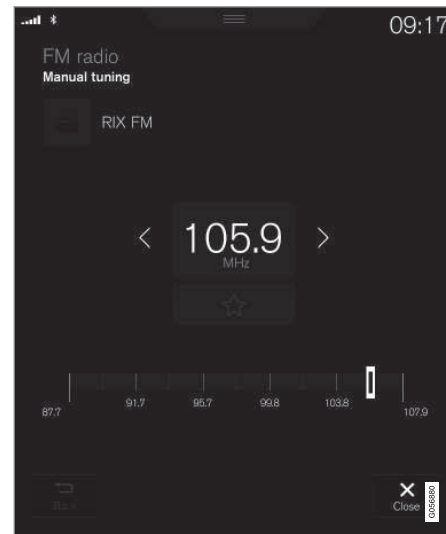 09:17
FM radio
Manual tuning
RIX FM
105.9
MHz
87.7
91.7
95.7
99.8
103.8
107.9
Back
Close
G056880